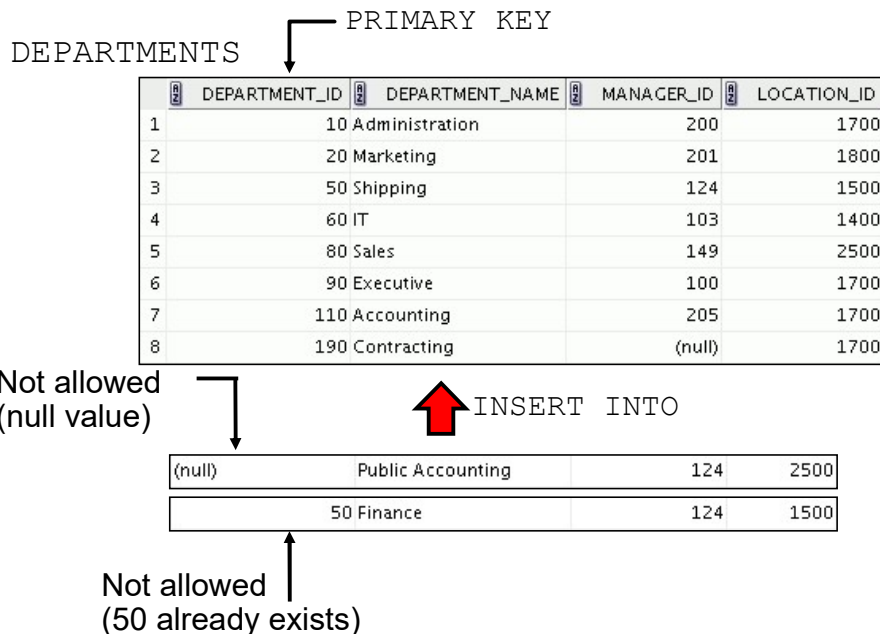 PRIMARY KEY
DEPARTMENTS
DEPARTMENT_ID DEPARTMENT_NAME MANAGER_ID LOCATION_ID
1 10 Administration 200 1700
2 20 Marketing 201 1800
3 50 Shipping 124 1500
4 60 IT 103 1400
5 80 Sales 149 2500
6 90 Executive 100 1700
7 110 Accounting 205 1700
8 190 Contracting (null) 1700
Not allowed
(null value)
INSERT INTO
(null) Public Accounting 124 2500
50 Finance 124 1500
Not allowed
(50 already exists)